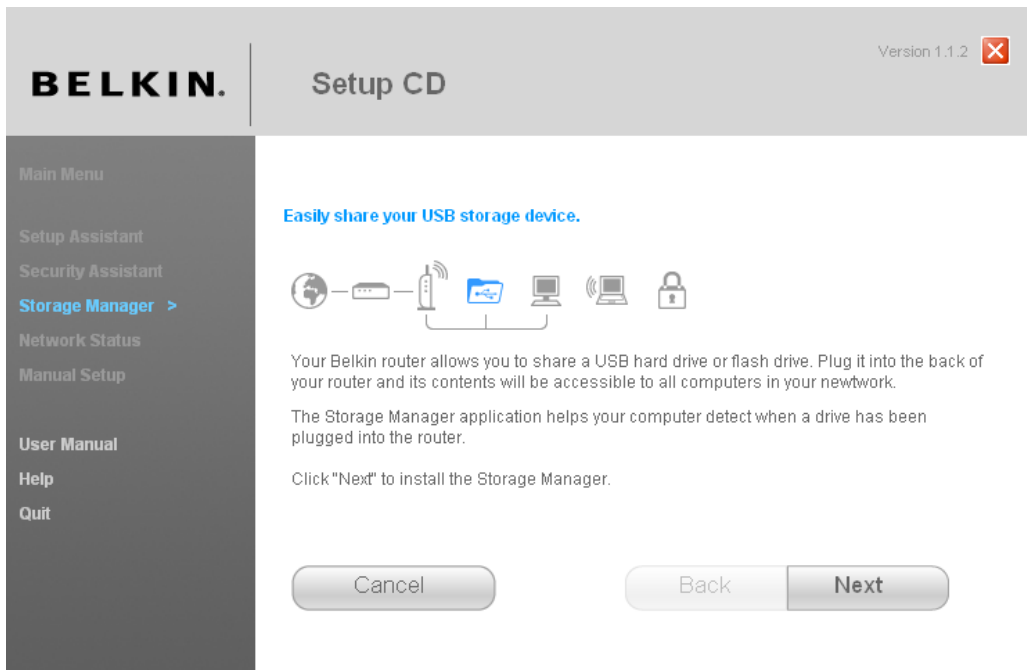 BELKIN.
Setup CD
Version 1.1.2
Main Menu
Setup Assistant
Security Assistant
Storage Manager >
Network Status
Manual Setup
User Manual
Help
Quit
Easily share your USB storage device.
Your Belkin router allows you to share a USB hard drive or flash drive. Plug it into the back of
your router and its contents will be accessible to all computers in your newtwork.
The Storage Manager application helps your computer detect when a drive has been
plugged into the router.
Click "Next" to install the Storage Manager.
Cancel
Back
Next